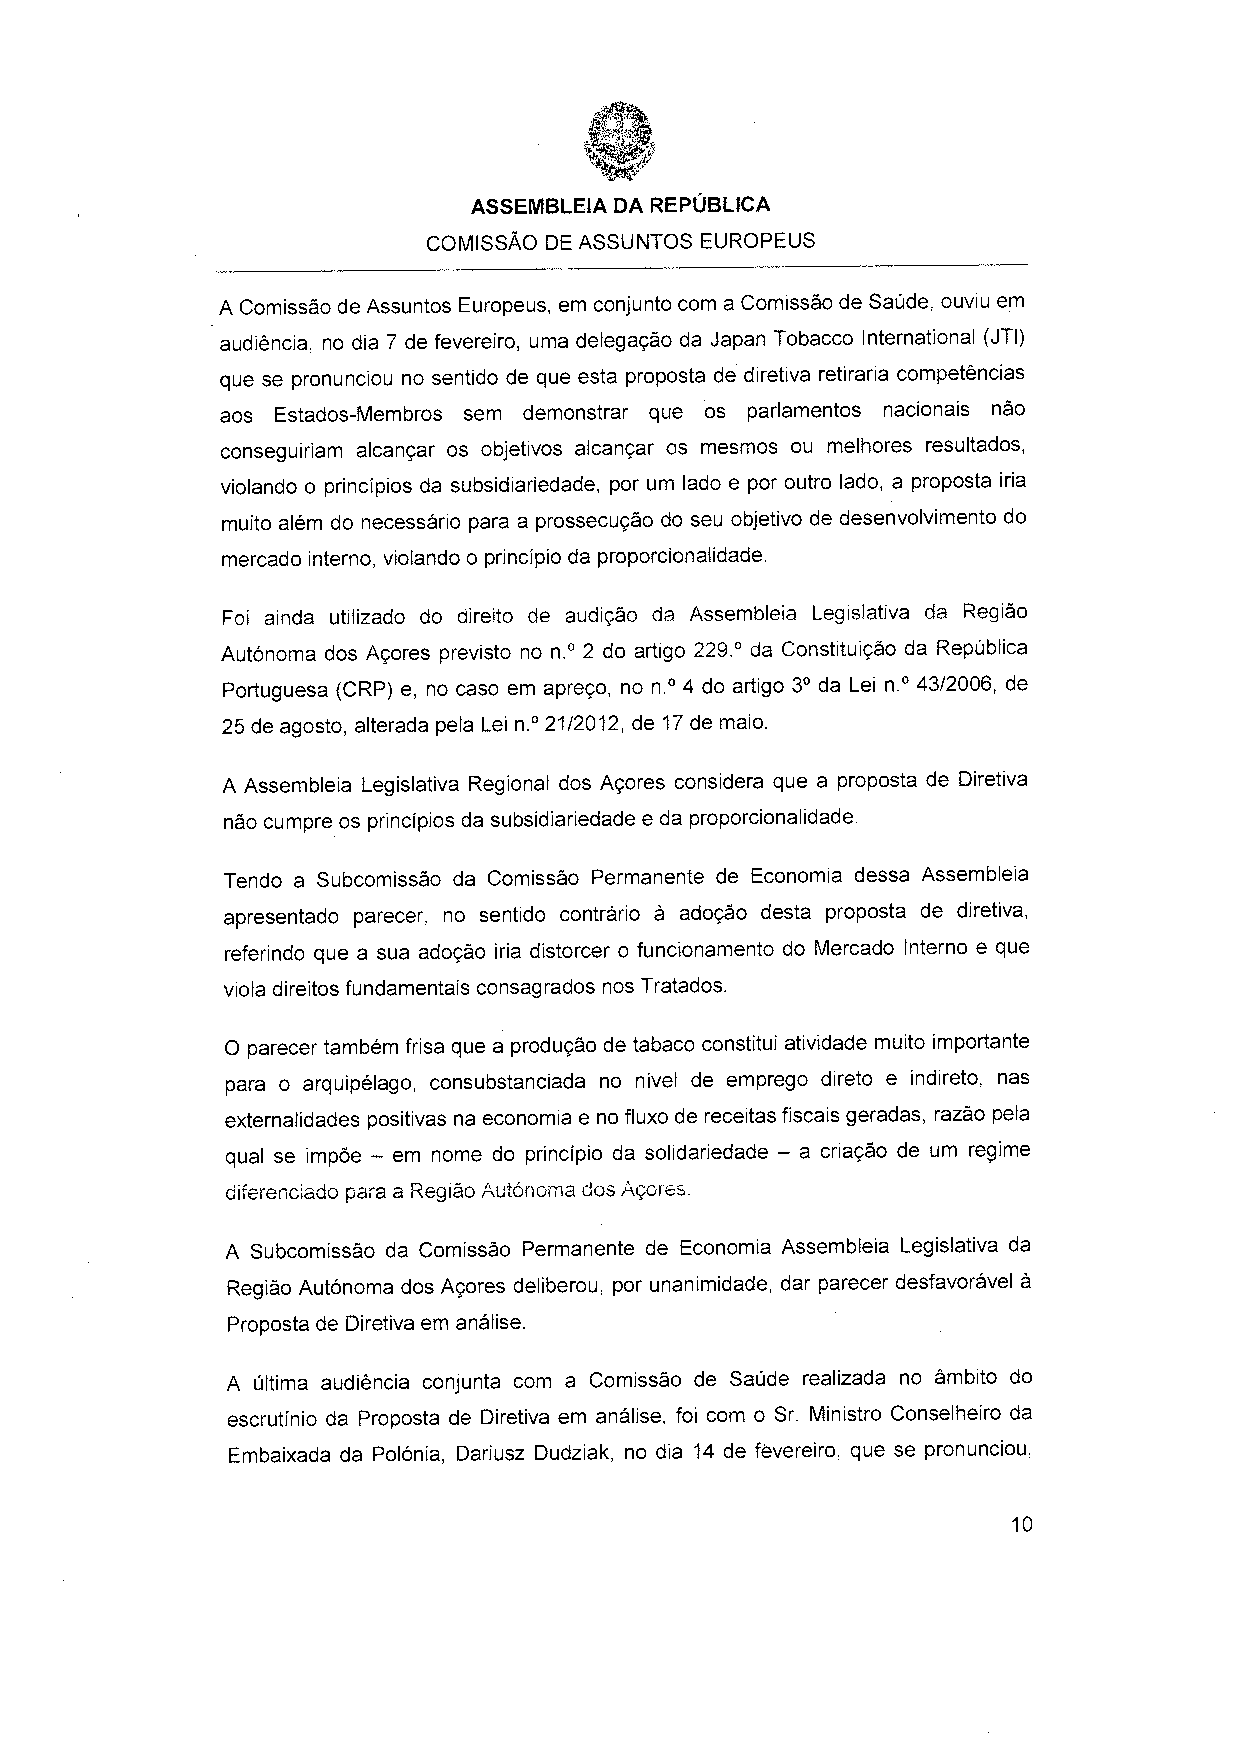 ASSEMBLEIA DA REPÚBLICA
COMISSÃO DE ASSUNTOS EUROPEUS
A Comissão de Assuntos Europeus, em conjunto com a Comissão de Saúde, ouviu em
audiência, no dia 7 de fevereiro, uma delegação da Japan Tobacco International (JTI)
que se pronunciou no sentido de que esta proposta de diretiva retiraria competências
aos Estados-Membros sem demonstrar que os parlamentos nacionais não
conseguiriam alcançar os objetivos alcançar os mesmos ou melhores resultados,
violando o princípios da subsidiariedade, por um lado e por outro lado, a proposta iria
muito além do necessário para a prossecução do seu objetivo de desenvolvimento do
mercado interno, violando o princípio da proporcionalidade.
Foi ainda utilizado do direito de audição da Assembleia Legislativa da Região
Autónoma dos Açores previsto no n.º 2 do artigo 229.º da Constituição da República
Portuguesa (CRP) e, no caso em apreço, no n.º 4 do artigo 3º da Lei n.º 43/2006, de
25 de agosto, alterada pela Lei n.º 21/2012, de 17 de maio.
A Assembleia Legislativa Regional dos Açores considera que a proposta de Diretiva
não cumpre os princípios da subsidiariedade e da proporcionalidade.
Tendo a Subcomissão da Comissão Permanente de Economia dessa Assembleia
apresentado parecer, no sentido contrário à adoção desta proposta de diretiva,
referindo que a sua adoção iria distorcer o funcionamento do Mercado Interno e que
viola direitos fundamentais consagrados nos Tratados.
O parecer também frisa que a produção de tabaco constitui atividade muito importante
para o arquipélago, consubstanciada no nível de emprego direto e indireto, nas
externalidades positivas na economia e no fluxo de receitas fiscais geradas, razão pela
qual se impõe – em nome do princípio da solidariedade – a criação de um regime
diferenciado para a Região Autónoma dos Açores.
A Subcomissão da Comissão Permanente de Economia Assembleia Legislativa da
Região Autónoma dos Açores deliberou, por unanimidade, dar parecer desfavorável à
Proposta de Diretiva em análise.
A última audiência conjunta com a Comissão de Saúde realizada no âmbito do
escrutínio da Proposta de Diretiva em análise, foi com o Sr. Ministro Conselheiro da
Embaixada da Polónia, Dariusz Dudziak, no dia 14 de fevereiro, que se pronunciou,
10